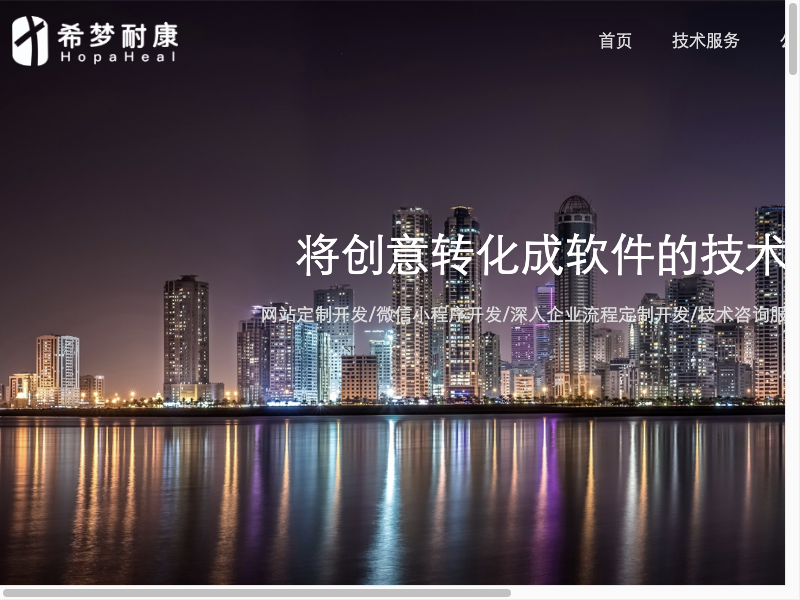 希梦耐康
HopaHeal
首页 技术服务
将创意转化成软件的技术
网站定制开发/微信小程序开发/深入企业流程定制开发/技术咨询服